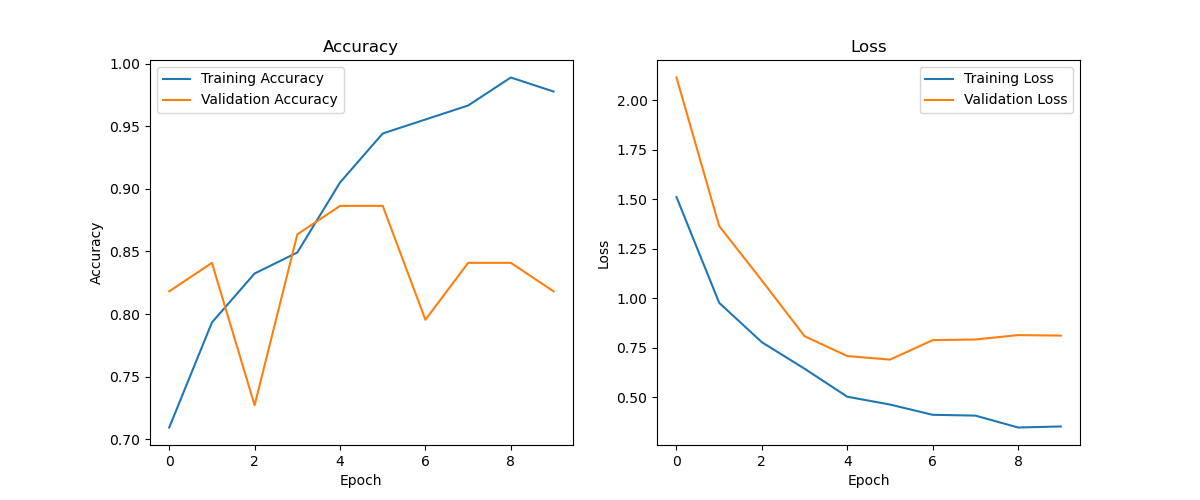 Accuracy
Training Accuracy
Validation Accuracy
1.00
0.95
0.90
0.85
0.80
0.75
0.70
Accuracy
0 2 4 6 8
Epoch
Loss
Training Loss
Validation Loss
2.00
1.75
1.50
1.25
1.00
0.75
0.50
Loss
0 2 4 6 8
Epoch